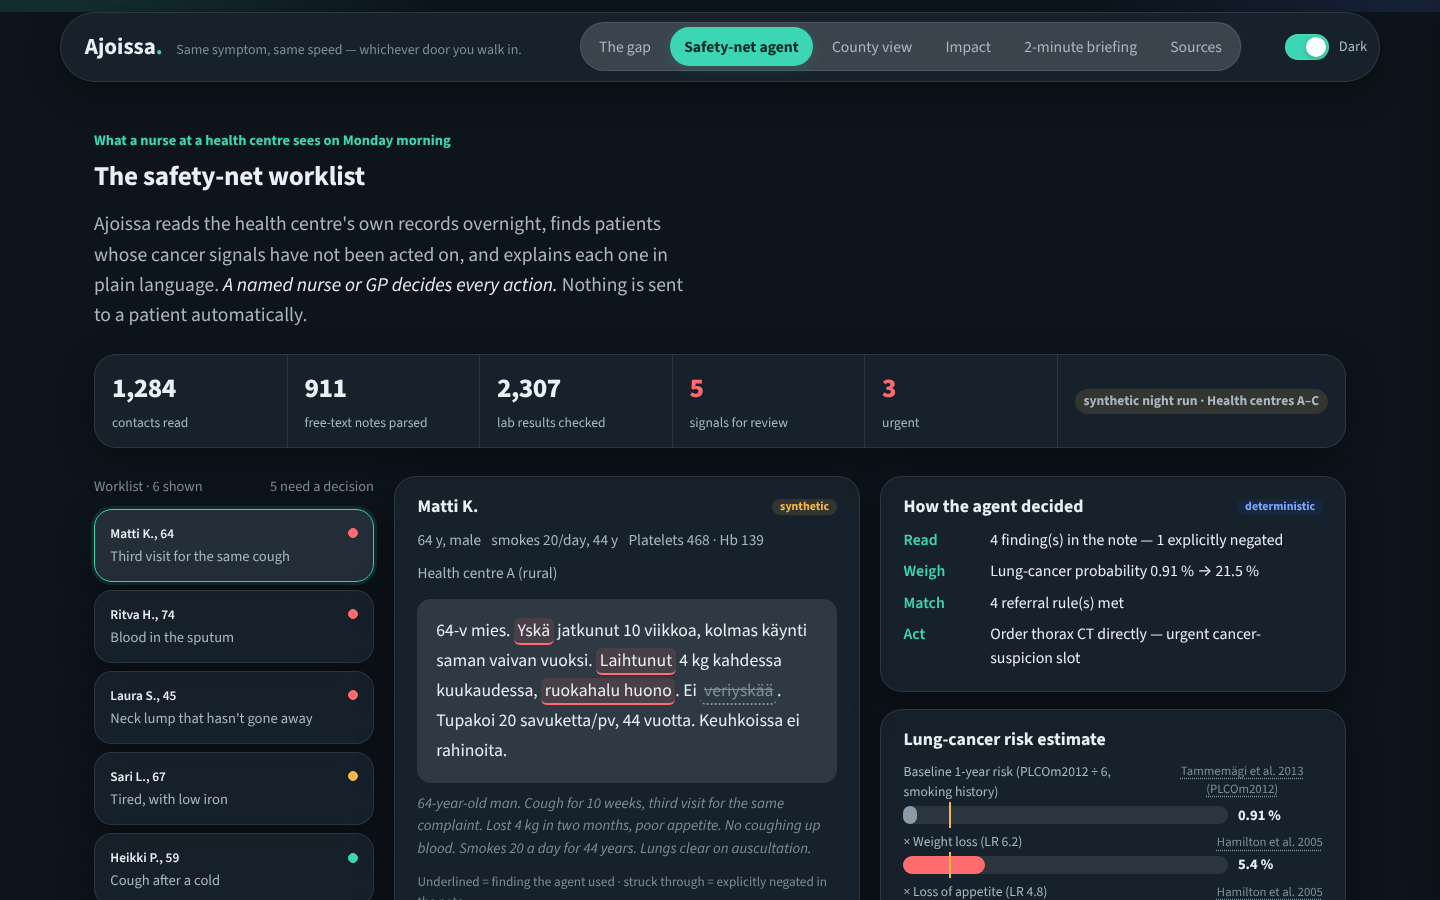 Ajoissa.
Same symptom, same speed — whichever door you walk in.
The gap
Safety-net agent
County view
Impact
2-minute briefing
Sources
Dark
What a nurse at a health centre sees on Monday morning
The safety-net worklist
Ajoissa reads the health centre's own records overnight, finds patients
whose cancer signals have not been acted on, and explains each one in
plain language. A named nurse or GP decides every action. Nothing is sent
to a patient automatically.
1,284
contacts read
911
free-text notes parsed
2,307
lab results checked
5
signals for review
3
urgent
synthetic night run · Health centres A–C
Worklist · 6 shown
5 need a decision
Matti K., 64
Third visit for the same cough
Ritva H., 74
Blood in the sputum
Laura S., 45
Neck lump that hasn't gone away
Sari L., 67
Tired, with low iron
Heikki P., 59
Cough after a cold
Matti K.
synthetic
64 y, male smokes 20/day, 44 y Platelets 468 · Hb 139
Health centre A (rural)
64-v mies. Yskä jatkunut 10 viikkoa, kolmas käynti
saman vaivan vuoksi. Laihtunut 4 kg kahdessa
kuukaudessa, ruokahalu huono. Ei veriyskää.
Tupakoi 20 savuketta/pv, 44 vuotta. Keuhkoissa ei
rahinoita.
64-year-old man. Cough for 10 weeks, third visit for the same
complaint. Lost 4 kg in two months, poor appetite. No coughing up
blood. Smokes 20 a day for 44 years. Lungs clear on auscultation.
Underlined = finding the agent used · struck through = explicitly negated in
How the agent decided
deterministic
Read 4 finding(s) in the note — 1 explicitly negated
Weigh Lung-cancer probability 0.91 % → 21.5 %
Match 4 referral rule(s) met
Act Order thorax CT directly — urgent cancer-
suspicion slot
Lung-cancer risk estimate
Baseline 1-year risk (PLCOm2012 ÷ 6,
smoking history)
Tammemägi et al. 2013
(PLCOm2012)
0.91 %
× Weight loss (LR 6.2)
Hamilton et al. 2005
5.4 %
× Loss of appetite (LR 4.8)
Hamilton et al. 2005